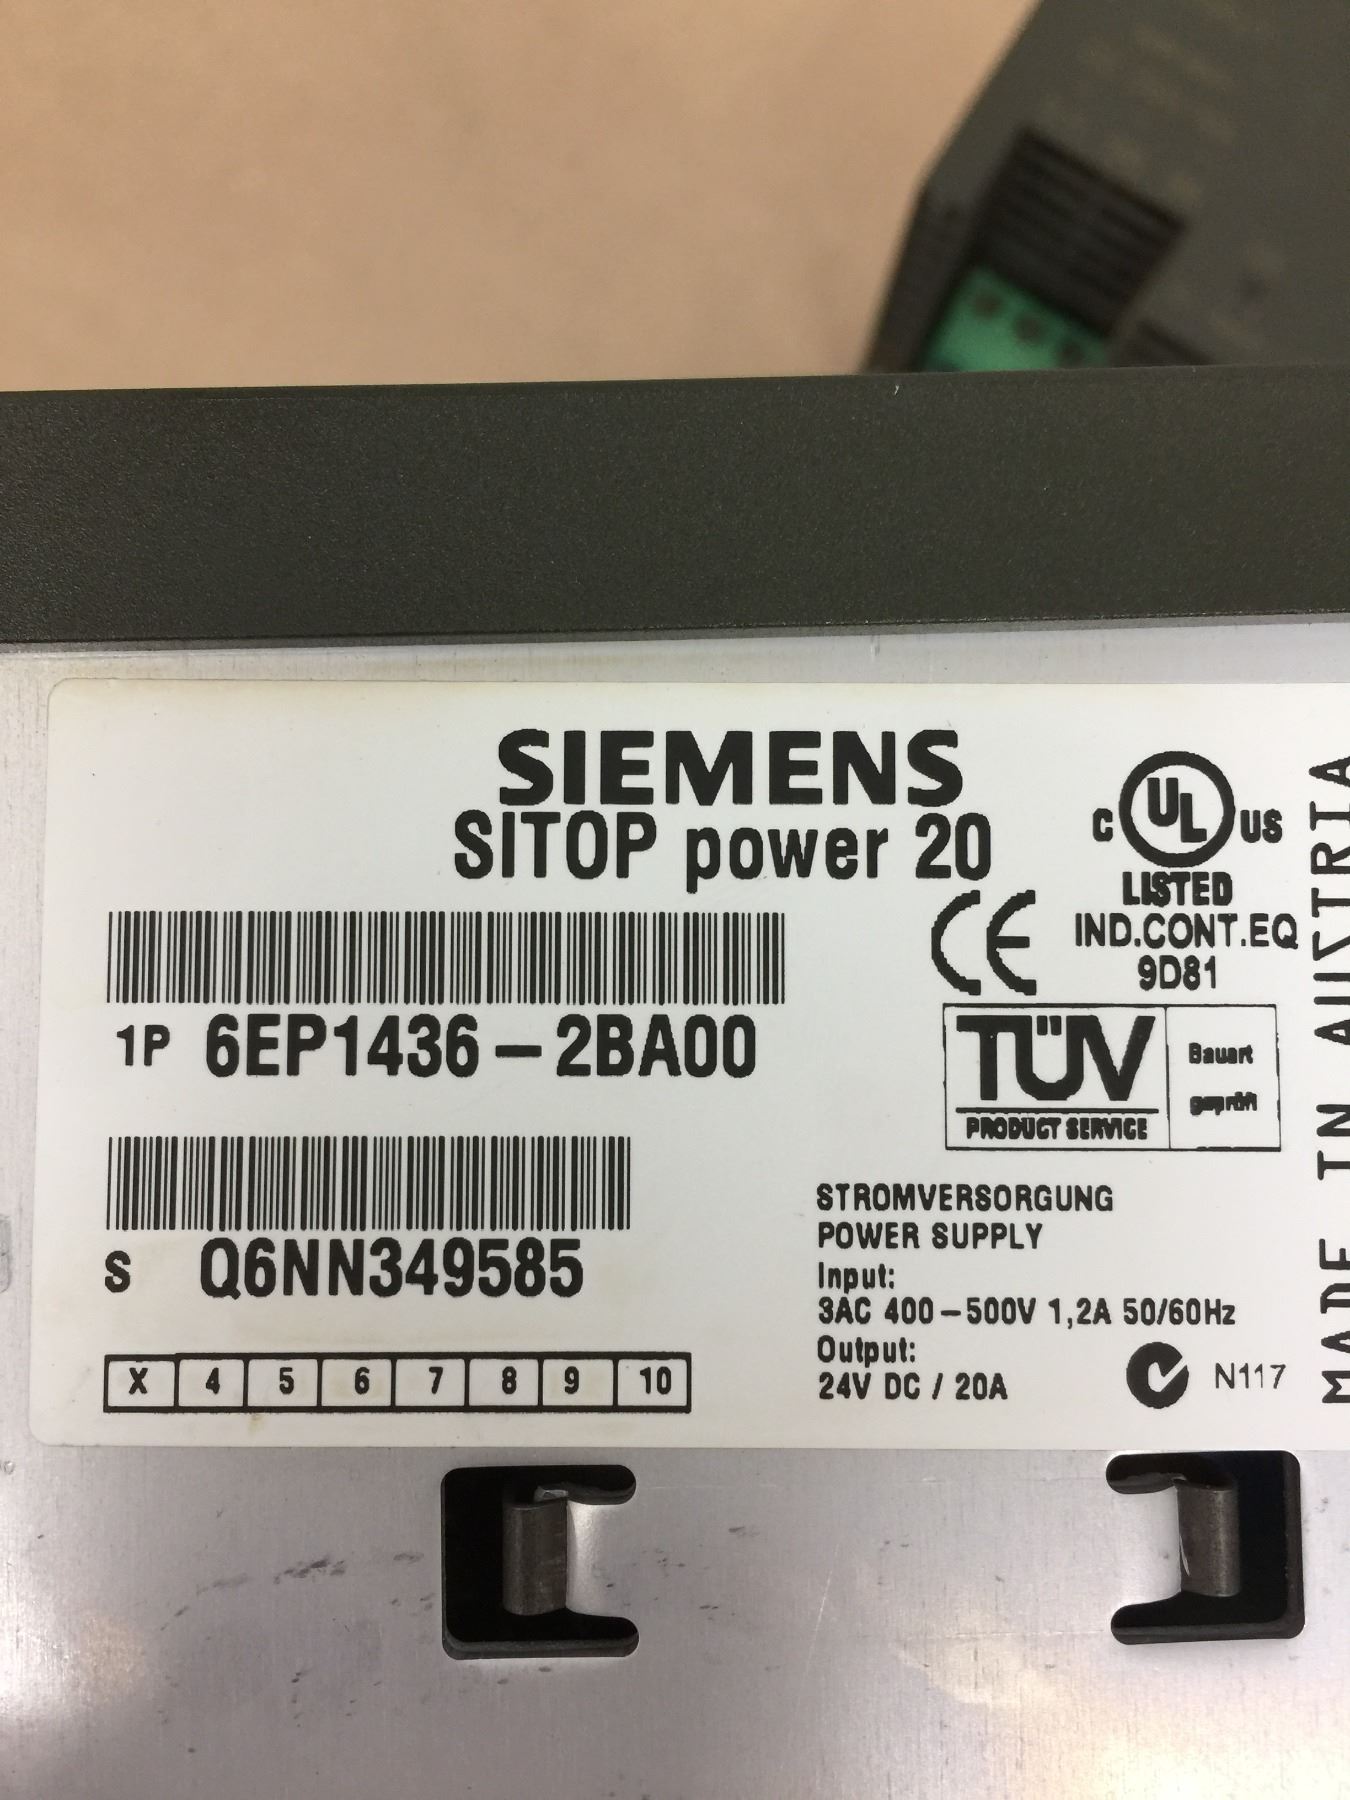 SIEMENS
SITOP power 20
C UL US
LISTED
IND.CONT.EQ
9D81
CE
1P 6EP1436-2BA00
TÜV
PRODUCT SERVICE
Bauart
geprüft
S Q6NN349585
STROMVERSORGUNG
POWER SUPPLY
Input:
3AC 400-500V 1,2A 50/60Hz
Output:
24V DC / 20A
N117
X 4 5 6 7 8 9 10
MADE IN AUSTRIA